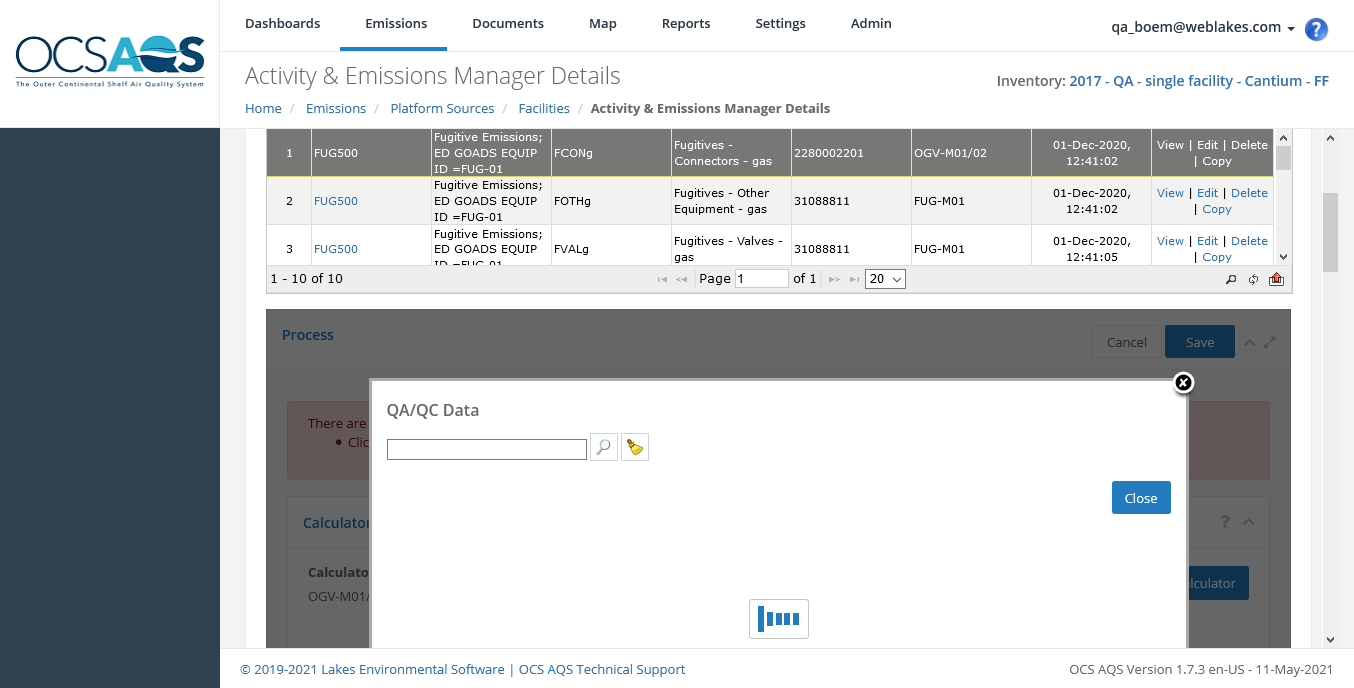 OCSAQS
The Outer Continental Shelf Air Quality System
Dashboards Emissions Documents Map Reports Settings Admin
qa_boem@weblakes.com ?
Activity & Emissions Manager Details
Inventory: 2017 - QA - single facility - Cantium - FF
Home / Emissions / Platform Sources / Facilities / Activity & Emissions Manager Details
1 FUG500 Fugitive Emissions; ED GOADS EQUIP ID =FUG-01 FCONg Fugitives - Connectors - gas 2280002201 OGV-M01/02 01-Dec-2020, 12:41:02 View | Edit | Delete | Copy
2 FUG500 Fugitive Emissions; ED GOADS EQUIP ID =FUG-01 FOTHg Fugitives - Other Equipment - gas 31088811 FUG-M01 01-Dec-2020, 12:41:02 View | Edit | Delete | Copy
3 FUG500 Fugitive Emissions; ED GOADS EQUIP ID =FUG-01 FVALg Fugitives - Valves - gas 31088811 FUG-M01 01-Dec-2020, 12:41:05 View | Edit | Delete | Copy
1 - 10 of 10 Page 1 of 1 20
Process Cancel Save
There are
• Clic
QA/QC Data
Close
Calculator ?
Calculato
OGV-M01/
lculator
© 2019-2021 Lakes Environmental Software | OCS AQS Technical Support
OCS AQS Version 1.7.3 en-US - 11-May-2021